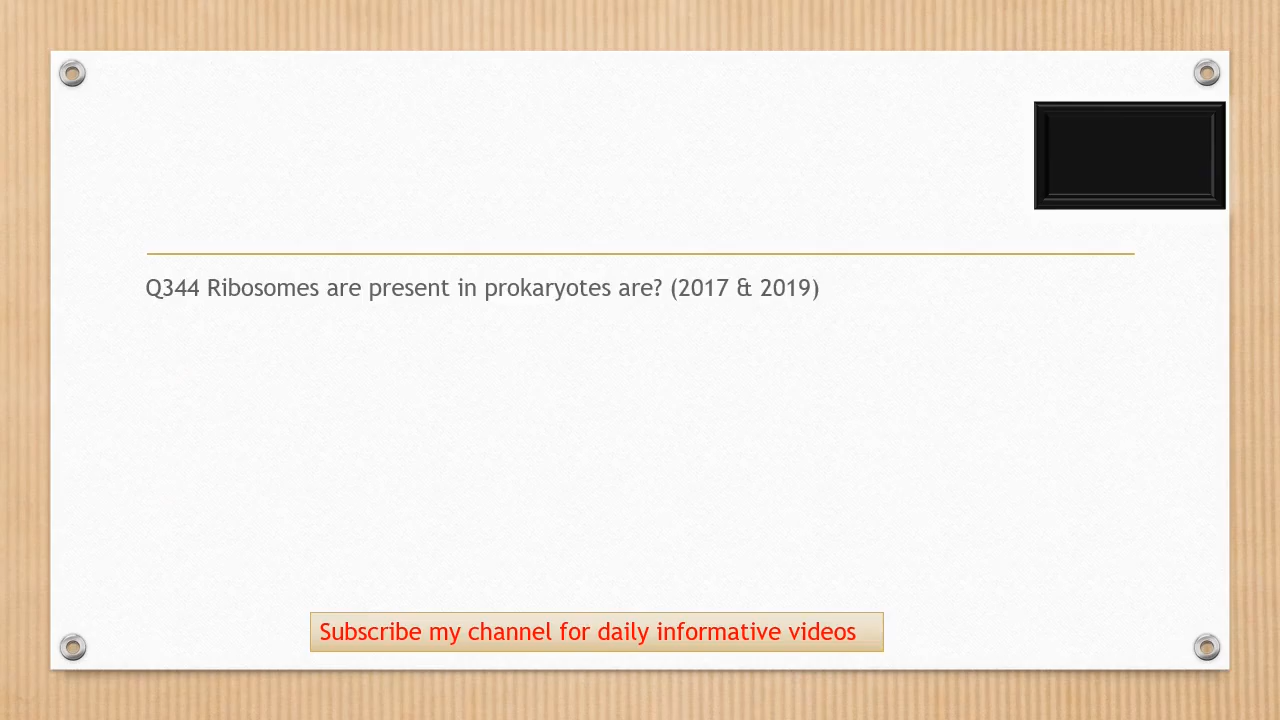 Q344 Ribosomes are present in prokaryotes are? (2017 & 2019)
Subscribe my channel for daily informative videos